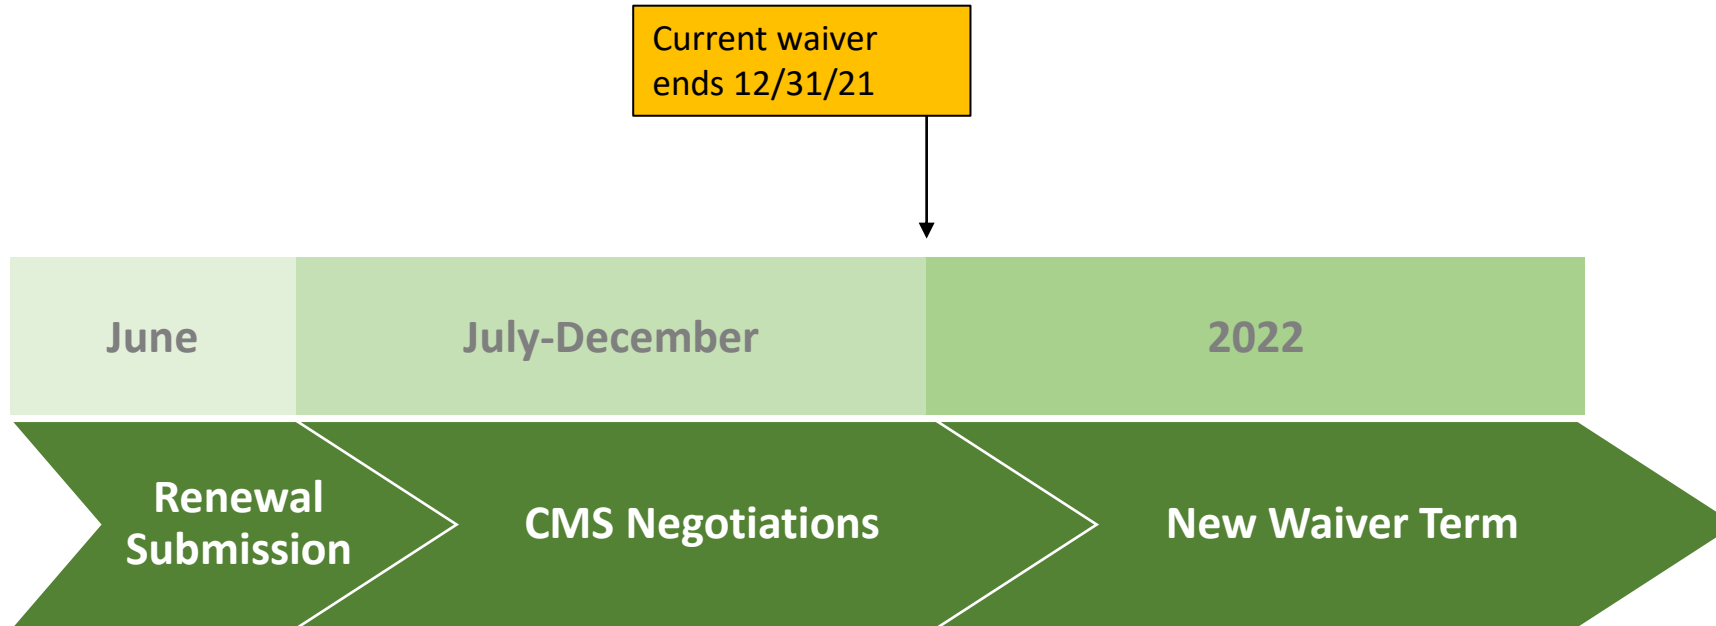 Current waiver
ends 12/31/21
June
July-December
2022
Renewal
Submission
CMS Negotiations
New Waiver Term